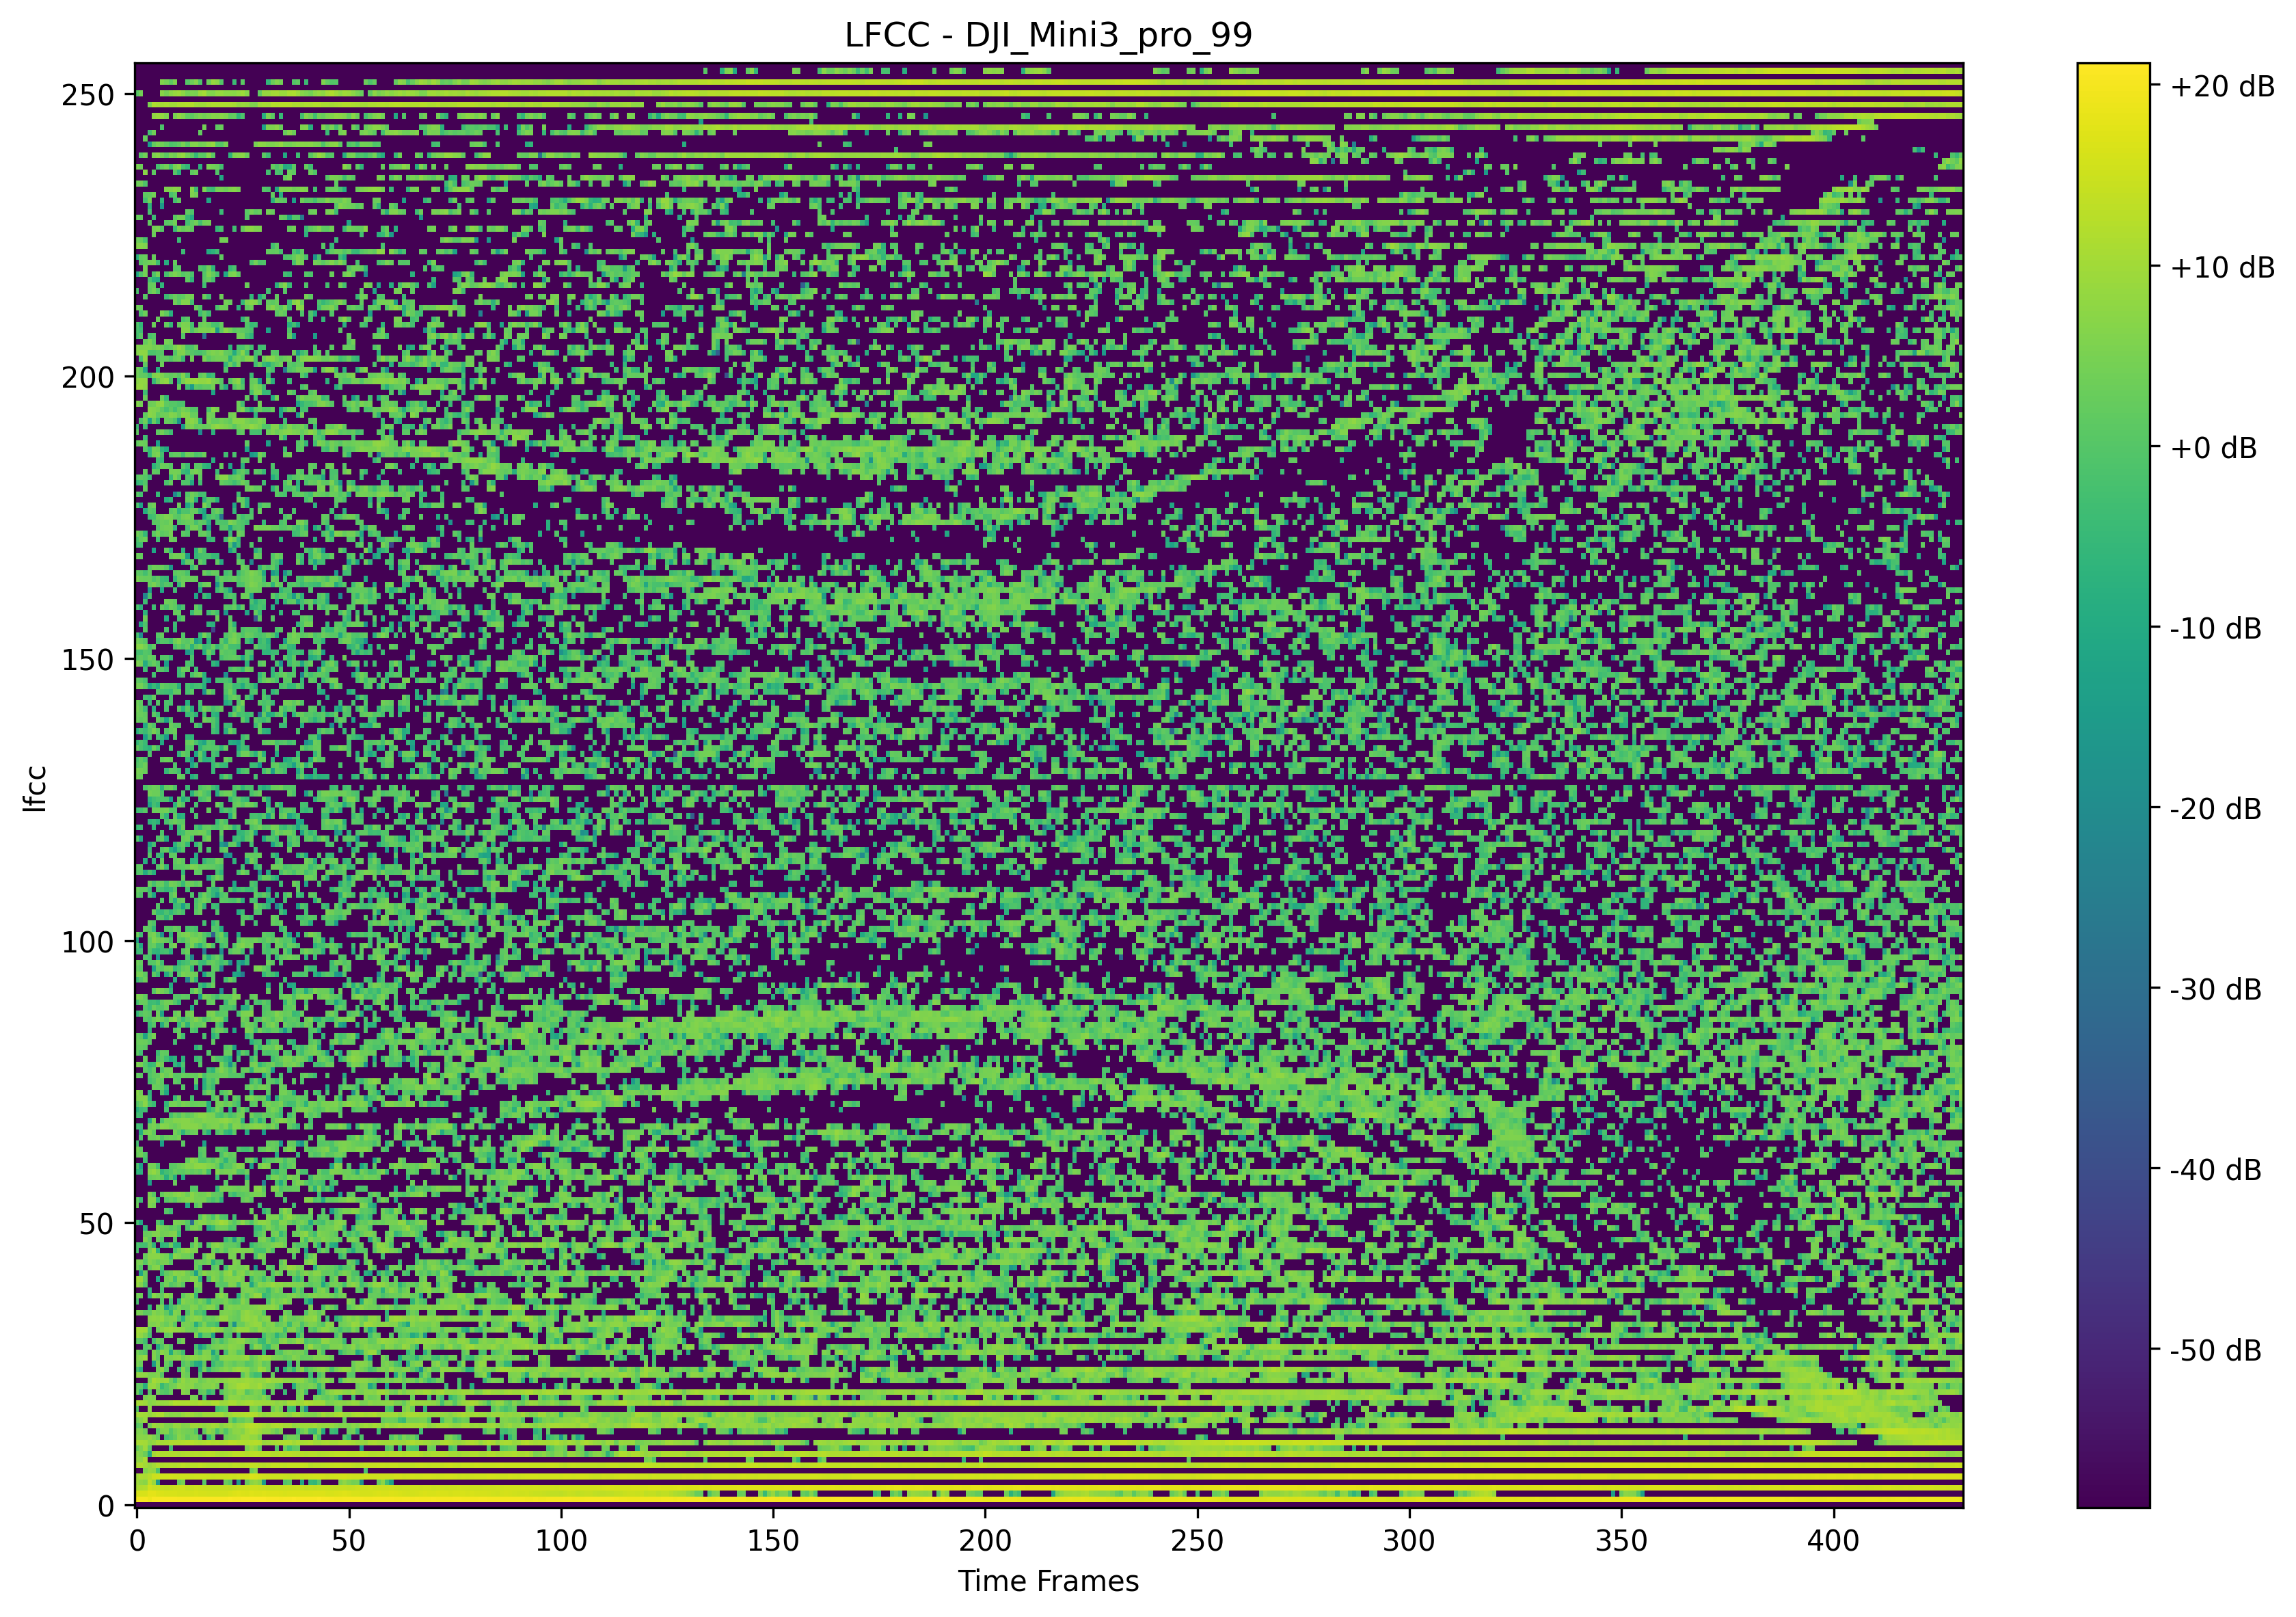 LFCC - DJI_Mini3_pro_99
250
200
150
100
50
0
lfcc
0 50 100 150 200 250 300 350 400
Time Frames
+20 dB
+10 dB
+0 dB
-10 dB
-20 dB
-30 dB
-40 dB
-50 dB